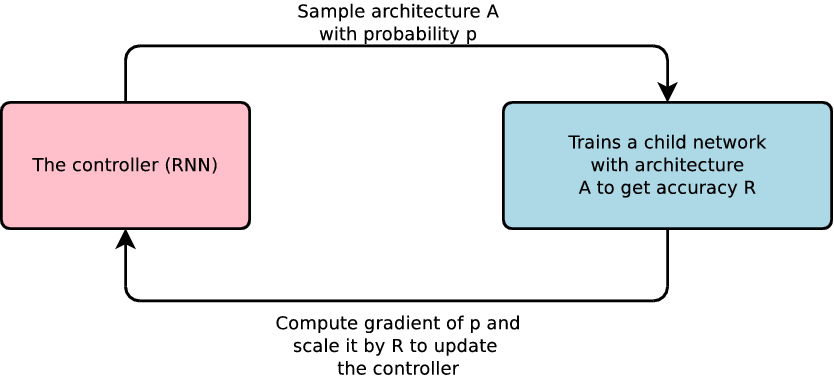 Sample architecture A
with probability p
The controller (RNN)
Trains a child network
with architecture
A to get accuracy R
Compute gradient of p and
scale it by R to update
the controller